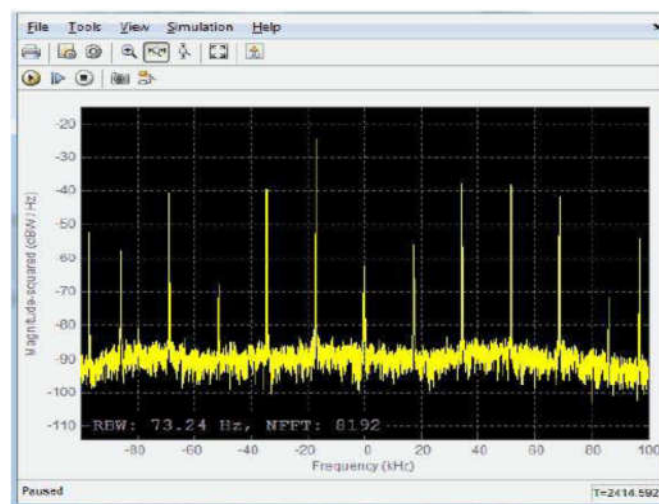 File Tools View Simulation Help
-20
-30
-40
-50
-60
-70
-80
-90
-100
-110
Magnitude-squared (dBW / Hz)
RBW: 73.24 Hz, NFFT: 8192
-80 -60 -40 -20 0 20 40 60 80 100
Frequency (kHz)
Paused T=2414.592